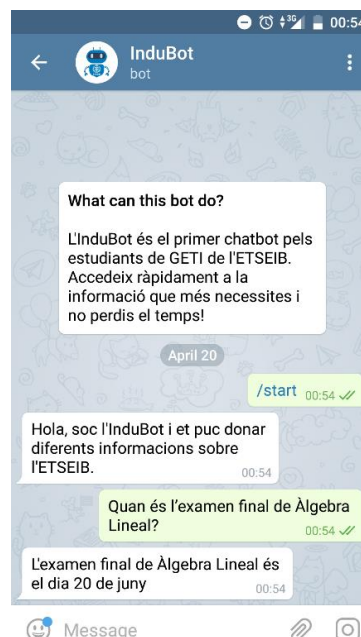 3G 00:54
InduBot
bot
What can this bot do?
L'InduBot és el primer chatbot pels
estudiants de GETI de l'ETSEIB.
Accedeix ràpidament a la
informació que més necessites i
no perdis el temps!
April 20
/start 00:54
Hola, soc l'InduBot i et puc donar
diferents informacions sobre
l'ETSEIB.
00:54
Quan és l'examen final de Àlgebra
Lineal?
00:54
L'examen final de Àlgebra Lineal és
el dia 20 de juny
00:54
Message